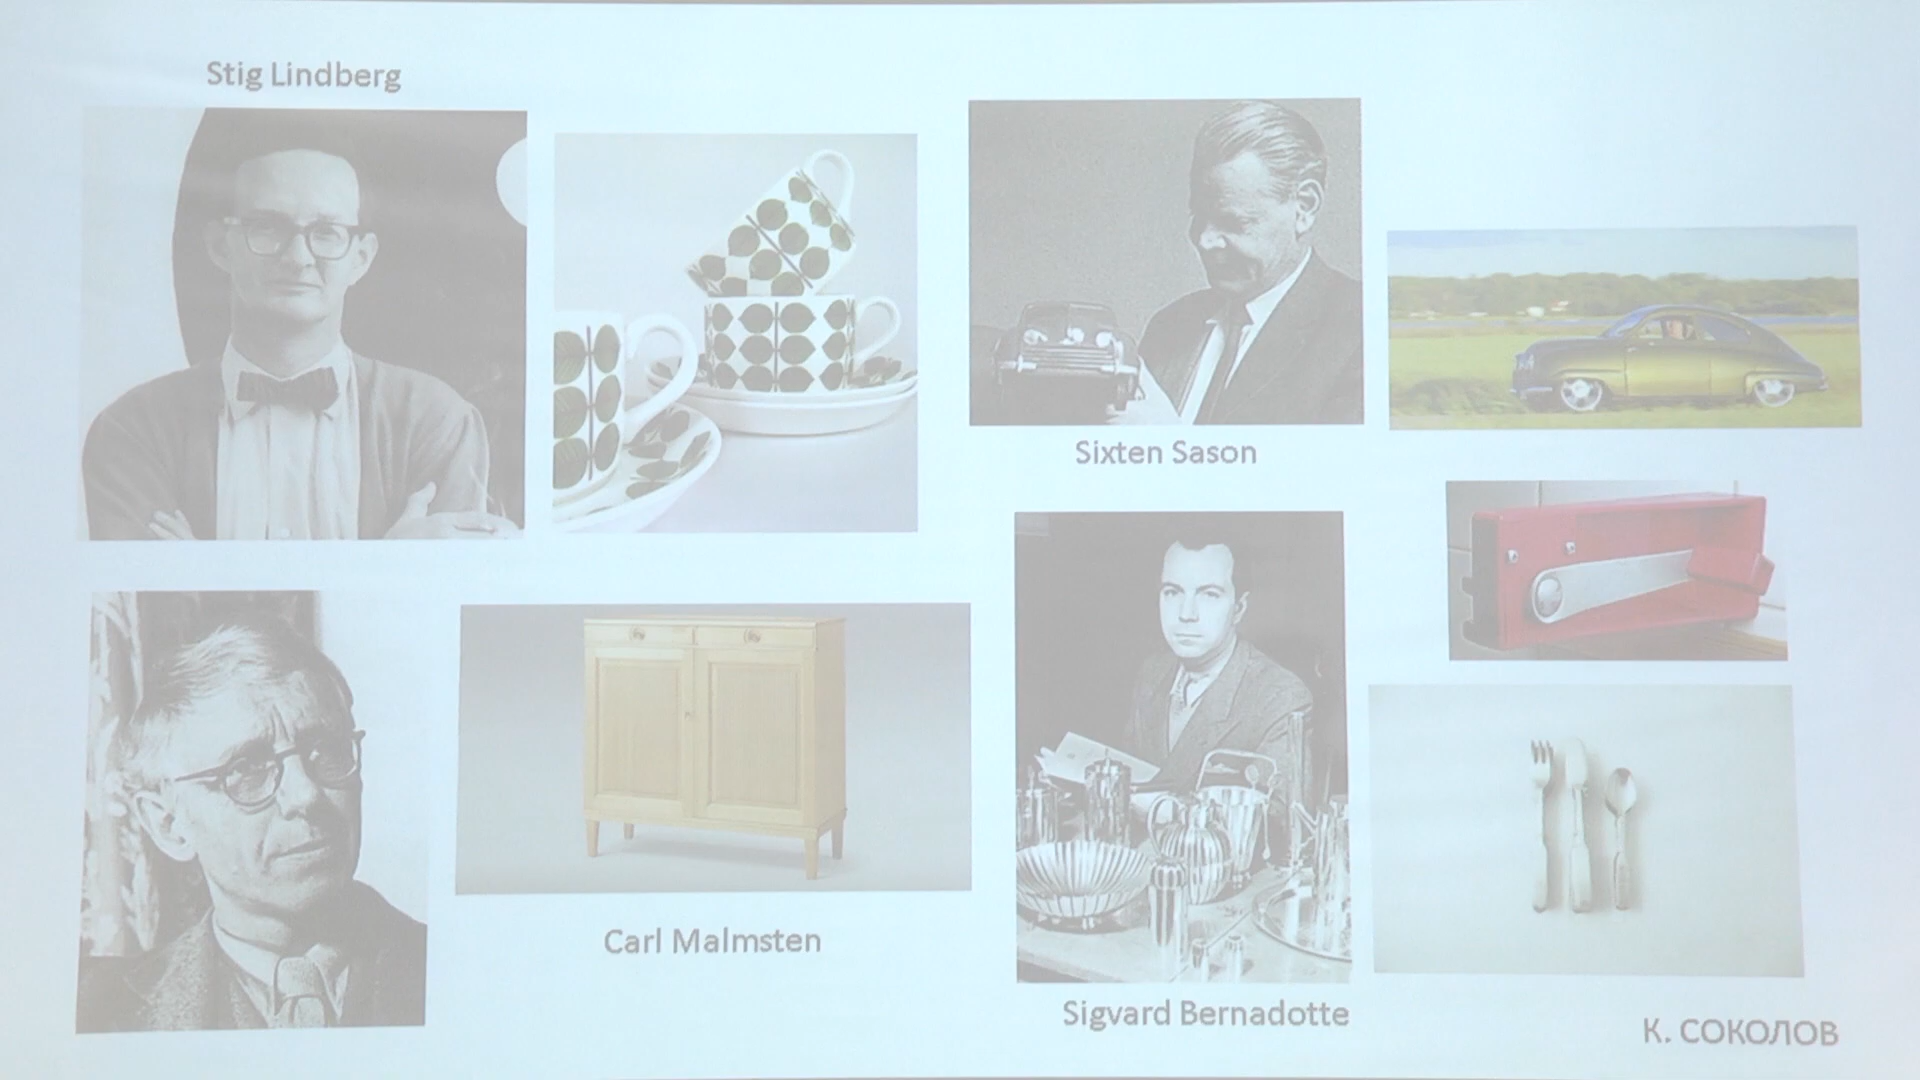 Stig Lindberg
Sixten Sason
Carl Malmsten
Sigvard Bernadotte
К. СОКОЛОВ